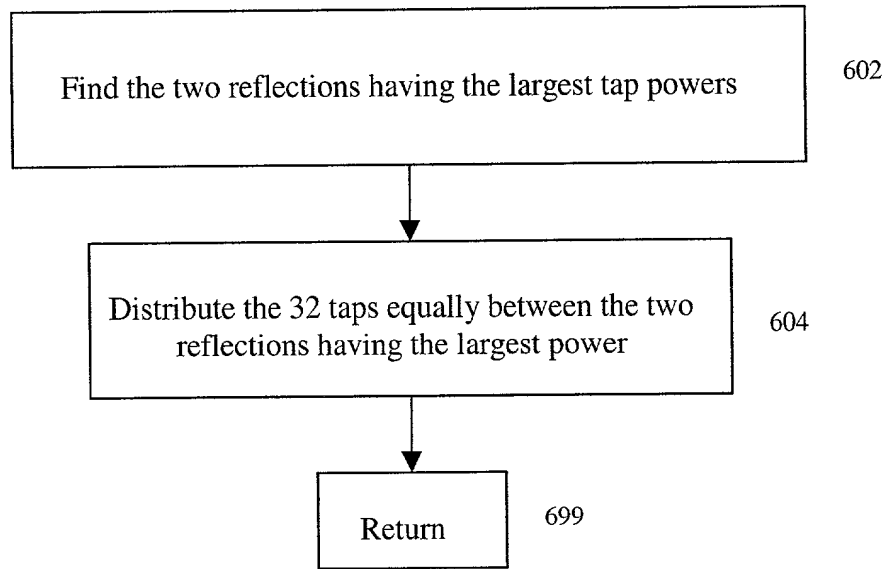 Find the two reflections having the largest tap powers
602
Distribute the 32 taps equally between the two
reflections having the largest power
604
Return
699